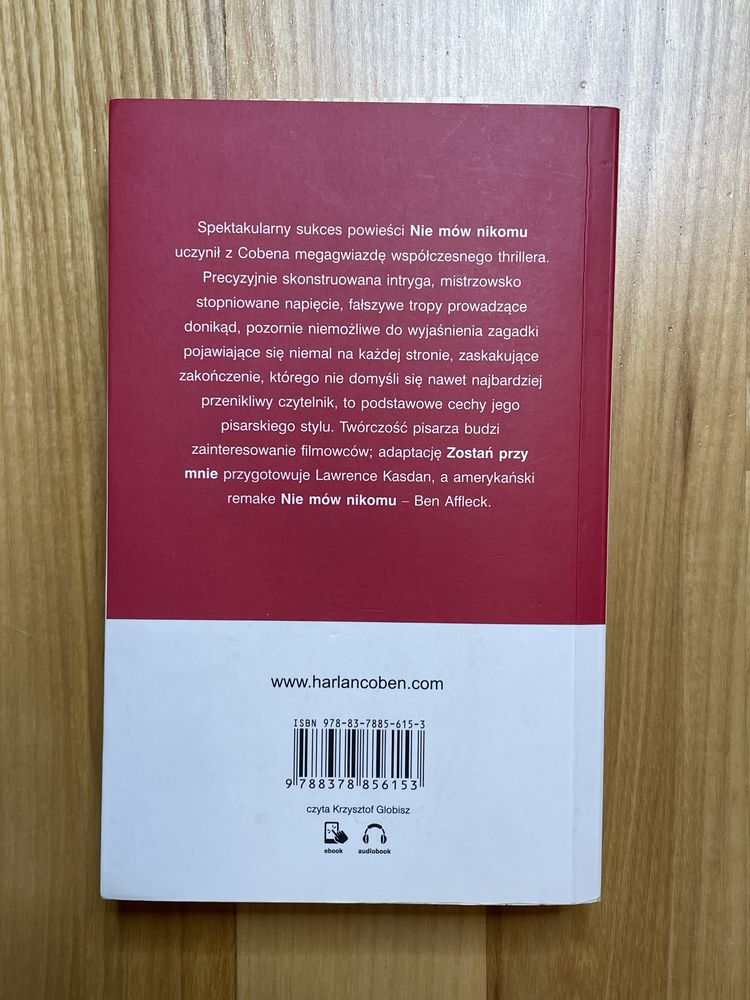 Spektakularny sukces powieści Nie mów nikomu
uczynił z Cobena megagwiazdę współczesnego thrillera.
Precyzyjnie skonstruowana intryga, mistrzowsko
stopniowane napięcie, fałszywe tropy prowadzące
donikąd, pozornie niemożliwe do wyjaśnienia zagadki
pojawiające się niemal na każdej stronie, zaskakujące
zakończenie, którego nie domyśli się nawet najbardziej
przenikliwy czytelnik, to podstawowe cechy jego
pisarskiego stylu. Twórczość pisarza budzi
zainteresowanie filmowców; adaptację Zostań przy
mnie przygotowuje Lawrence Kasdan, a amerykański
remake Nie mów nikomu – Ben Affleck.
www.harlancoben.com
ISBN 978-83-7885-615-3
9 788378 856153
czyta Krzysztof Globisz
ebook audiobook